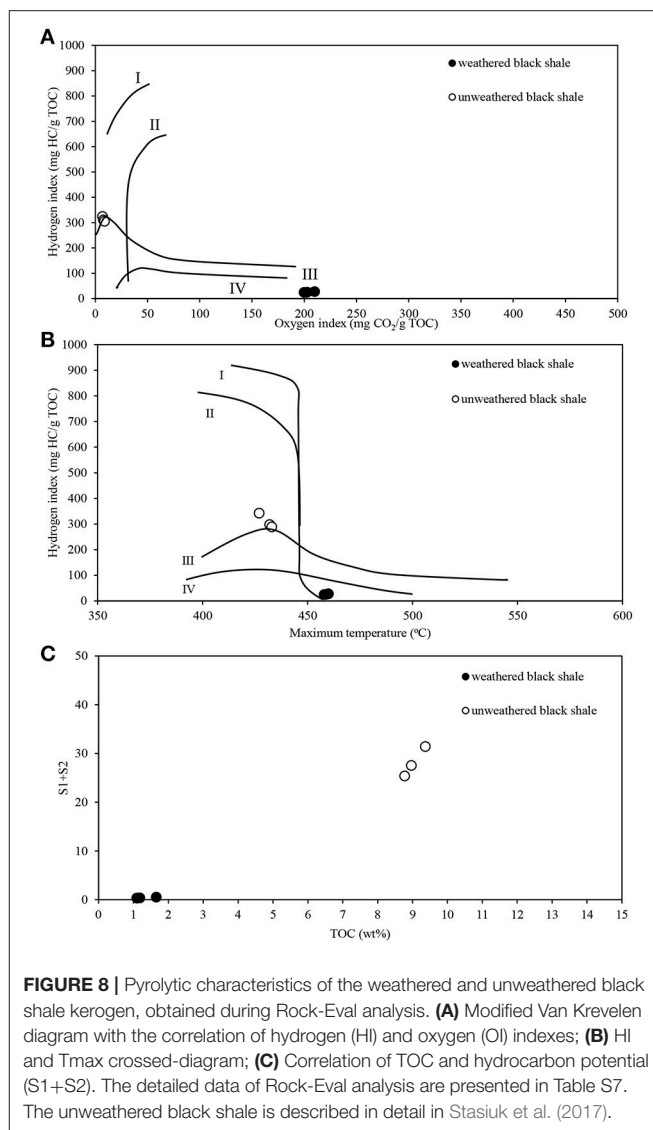 A
Hydrogen index (mg HC/g TOC)
1000
900
800
700
600
500
400
300
200
100
0
I
II
III
IV
weathered black shale
unweathered black shale
0 50 100 150 200 250 300 350 400 450 500
Oxygen index (mg CO₂/g TOC)
B
Hydrogen index (mg HC/g TOC)
1000
900
800
700
600
500
400
300
200
100
0
I
II
III
IV
weathered black shale
unweathered black shale
350 400 450 500 550 600
Maximum temperature (ºC)
C
S1+S2
50
40
30
20
10
0
weathered black shale
unweathered black shale
0 1 2 3 4 5 6 7 8 9 10 11 12 13 14 15
TOC (wt%)
FIGURE 8 | Pyrolytic characteristics of the weathered and unweathered black
shale kerogen, obtained during Rock-Eval analysis. (A) Modified Van Krevelen
diagram with the correlation of hydrogen (HI) and oxygen (OI) indexes; (B) HI
and Tmax crossed-diagram; (C) Correlation of TOC and hydrocarbon potential
(S1+S2). The detailed data of Rock-Eval analysis are presented in Table S7.
The unweathered black shale is described in detail in Stasiuk et al. (2017).